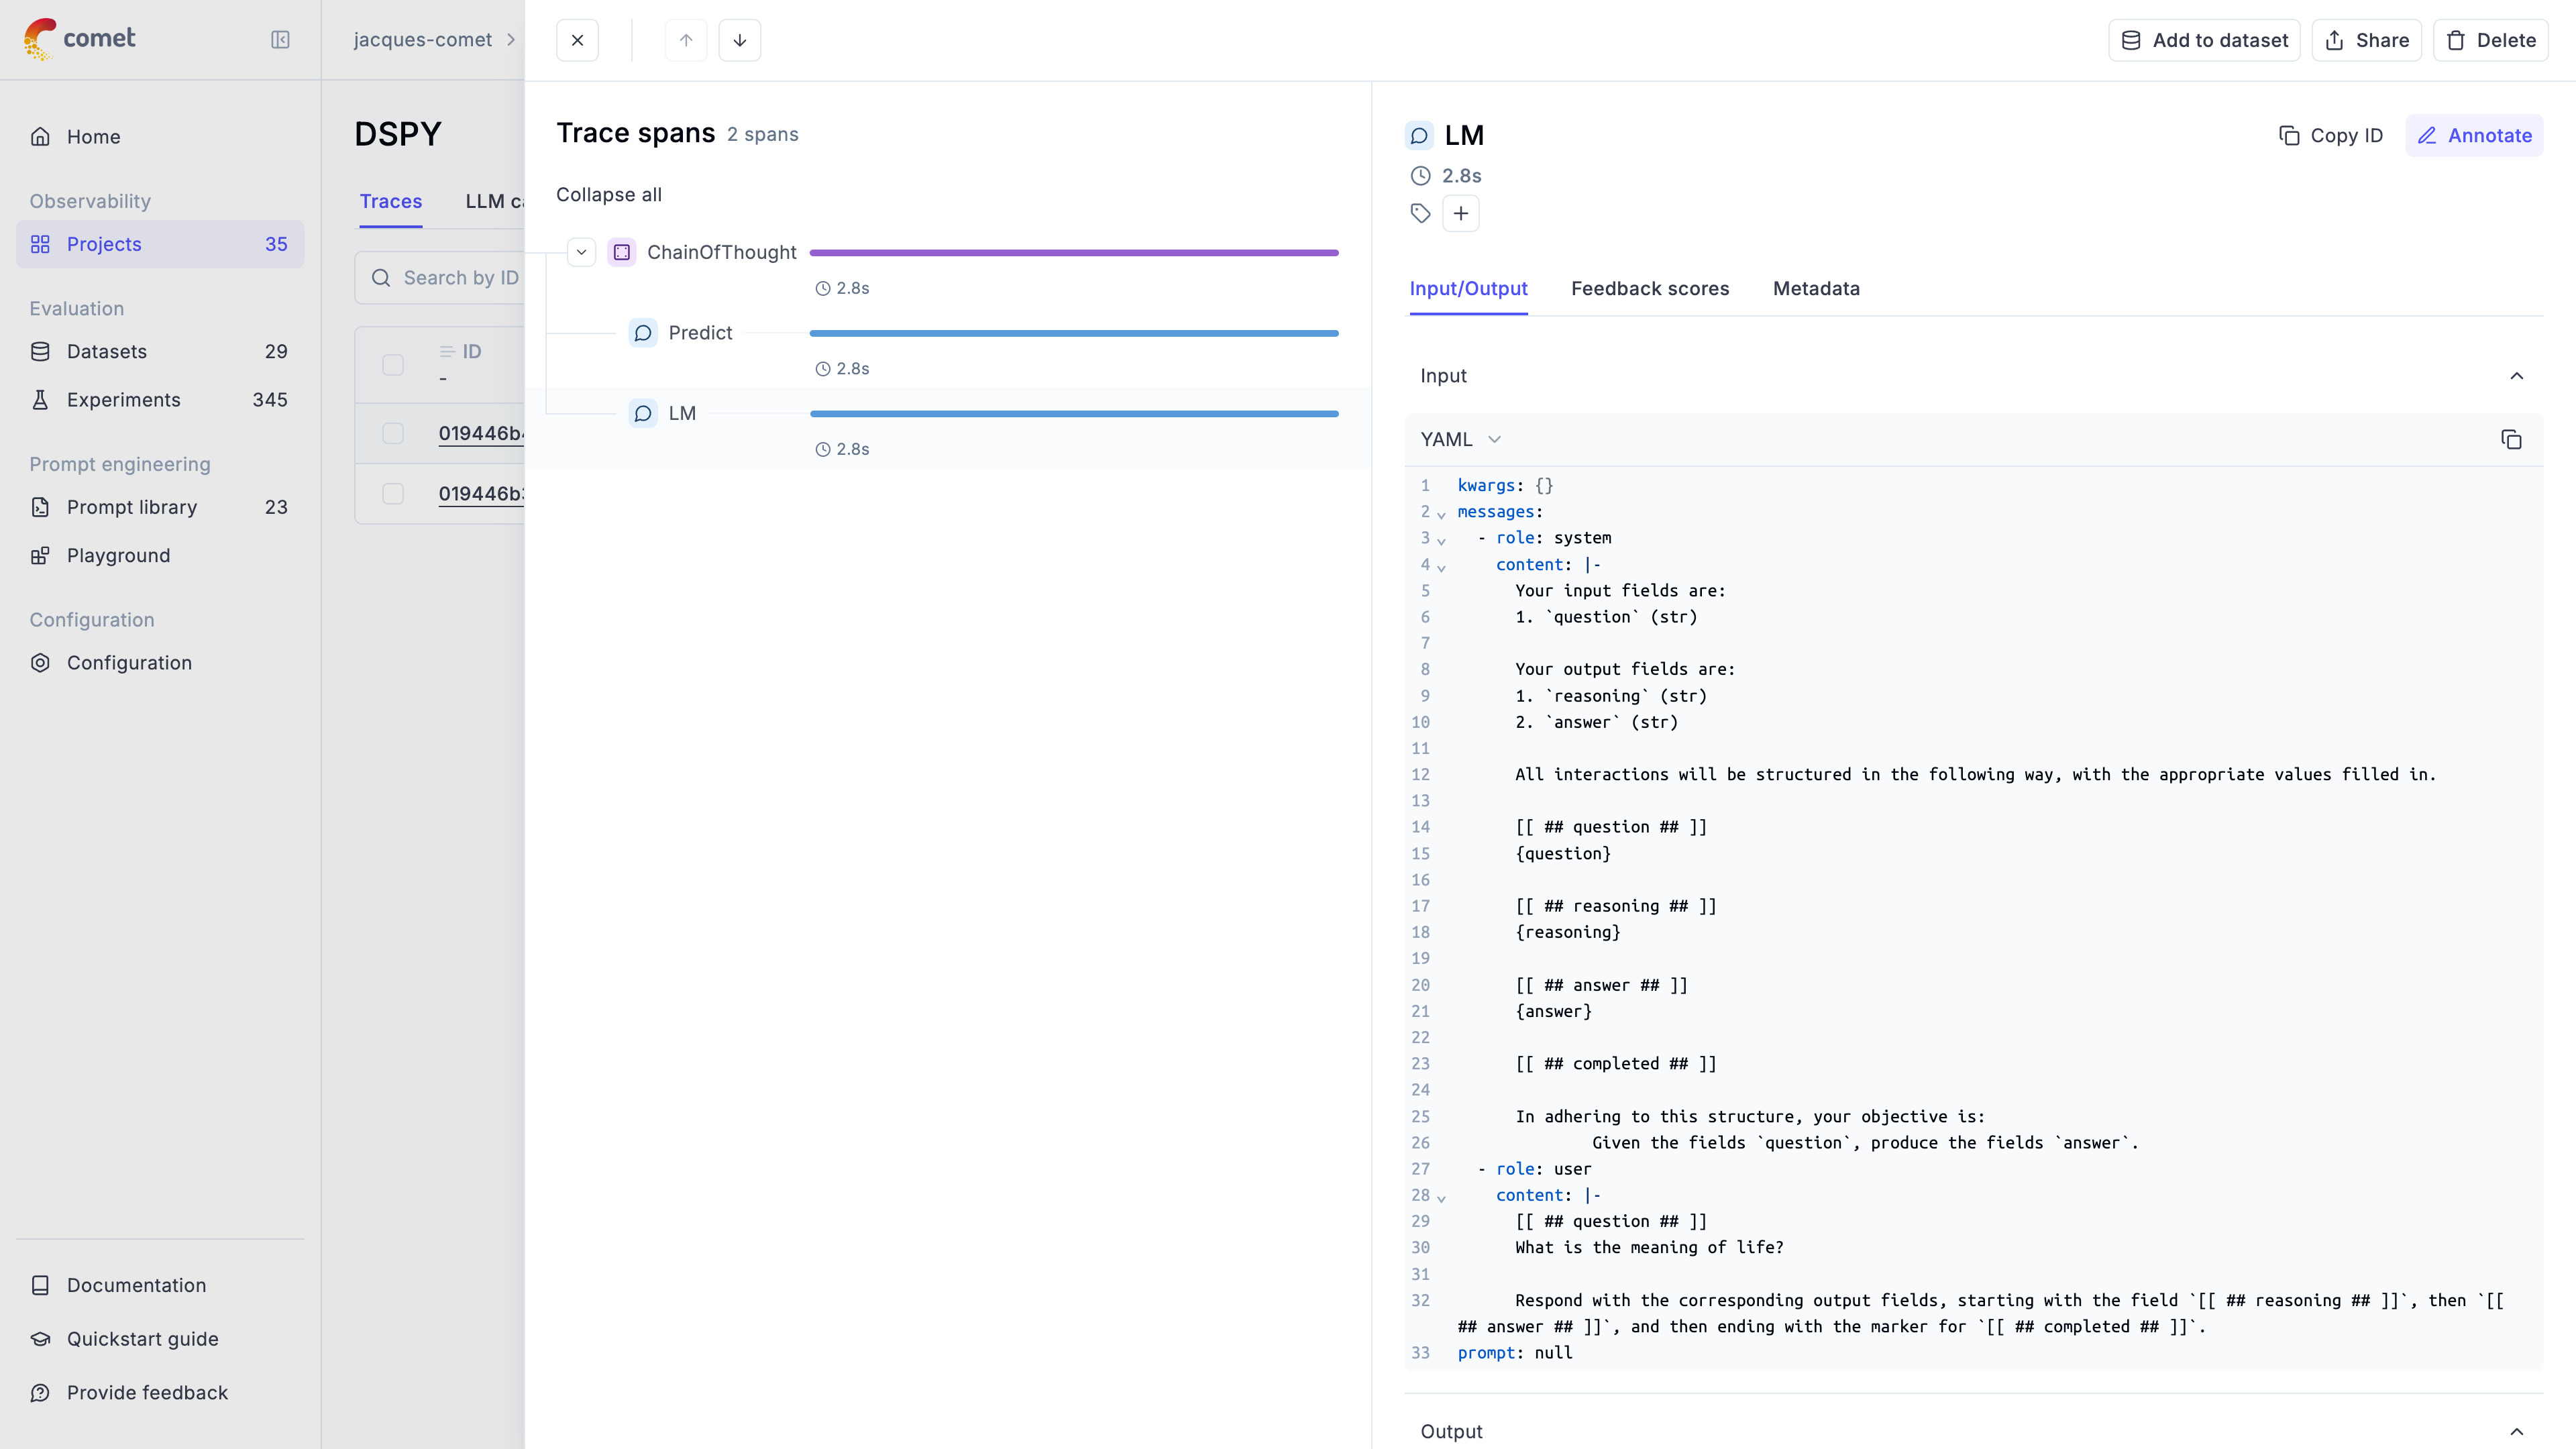 comet
jacques-comet
Add to dataset
Share
Delete
Home
Observability
Projects 35
Evaluation
Datasets 29
Experiments 345
Prompt engineering
Prompt library 23
Playground
Configuration
Configuration
Documentation
Quickstart guide
Provide feedback
DSPY
Traces
LLM
Search by ID
ID
-
019446b
019446b
Trace spans 2 spans
Collapse all
ChainOfThought
2.8s
Predict
2.8s
LM
2.8s
LM
Copy ID
Annotate
2.8s
Input/Output
Feedback scores
Metadata
Input
YAML
1 kwargs: {}
2 messages:
3 - role: system
4 content: |-
5 Your input fields are:
6 1. `question` (str)
7
8 Your output fields are:
9 1. `reasoning` (str)
10 2. `answer` (str)
11
12 All interactions will be structured in the following way, with the appropriate values filled in.
13
14 [[ ## question ## ]]
15 {question}
16
17 [[ ## reasoning ## ]]
18 {reasoning}
19
20 [[ ## answer ## ]]
21 {answer}
22
23 [[ ## completed ## ]]
24
25 In adhering to this structure, your objective is:
26 Given the fields `question`, produce the fields `answer`.
27 - role: user
28 content: |-
29 [[ ## question ## ]]
30 What is the meaning of life?
31
32 Respond with the corresponding output fields, starting with the field `[[ ## reasoning ## ]]`, then `[[
## answer ## ]]`, and then ending with the marker for `[[ ## completed ## ]]`.
33 prompt: null
Output